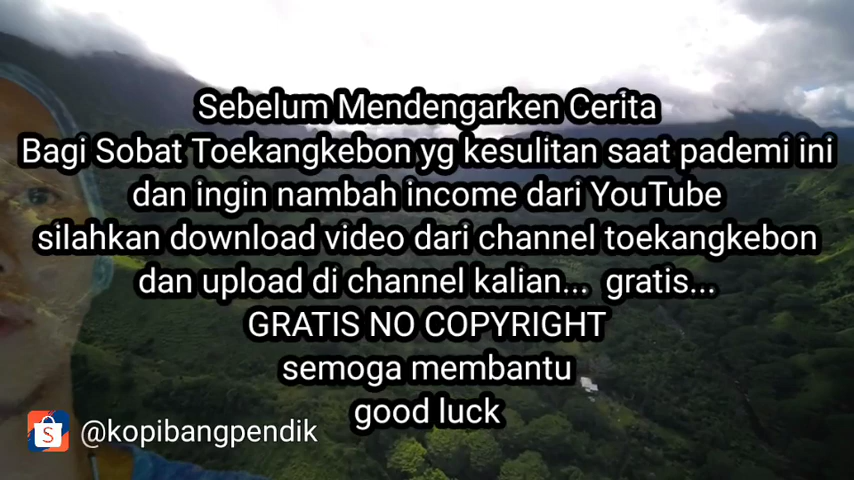 Sebelum Mendengarken Cerita
Bagi Sobat Toekangkebon yg kesulitan saat pademi ini
dan ingin nambah income dari YouTube
silahkan download video dari channel toekangkebon
dan upload di channel kalian... gratis...
GRATIS NO COPYRIGHT
semoga membantu
good luck
S @kopibangpendik